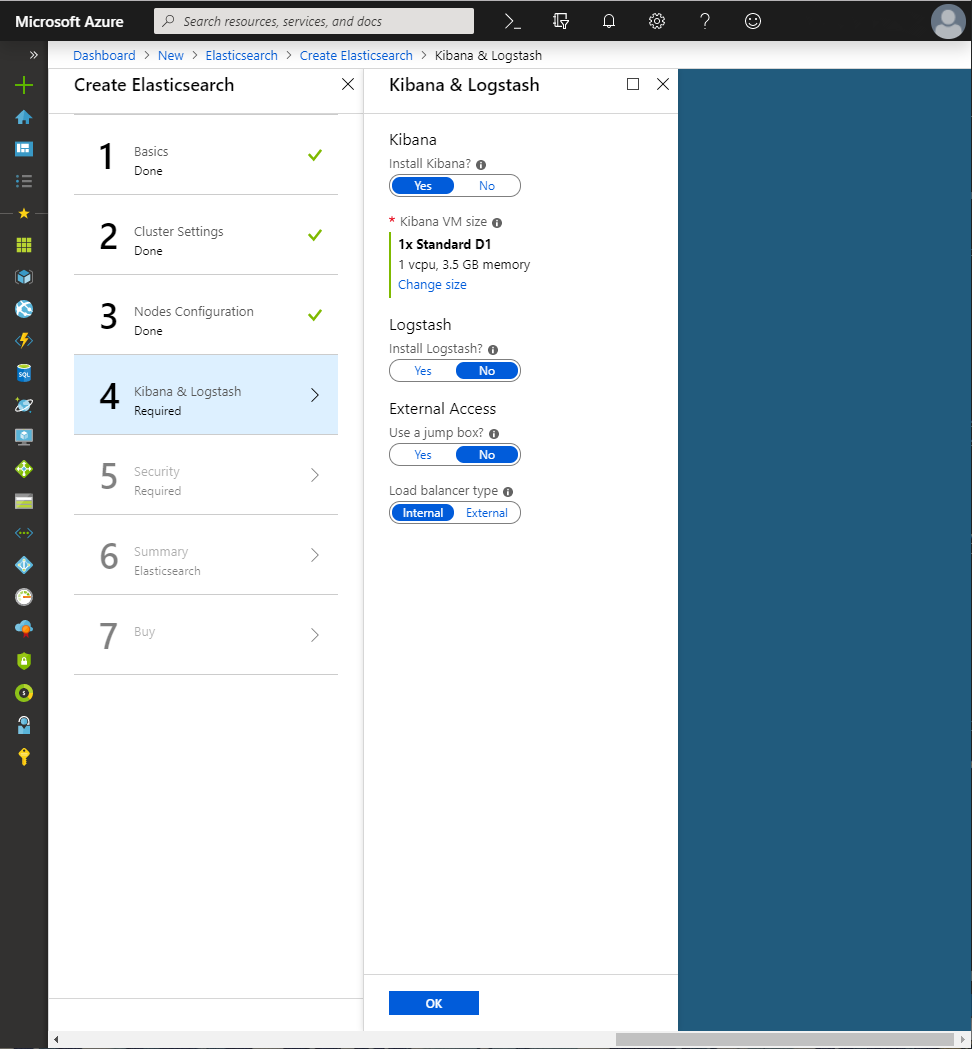 Microsoft Azure
Search resources, services, and docs
Dashboard > New > Elasticsearch > Create Elasticsearch > Kibana & Logstash
Create Elasticsearch
1
Basics
Done
2
Cluster Settings
Done
3
Nodes Configuration
Done
4
Kibana & Logstash
Required
5
Security
Required
6
Summary
Elasticsearch
7
Buy
Kibana & Logstash
Kibana
Install Kibana?
Yes No
* Kibana VM size
1x Standard D1
1 vcpu, 3.5 GB memory
Change size
Logstash
Install Logstash?
Yes No
External Access
Use a jump box?
Yes No
Load balancer type
Internal External
OK